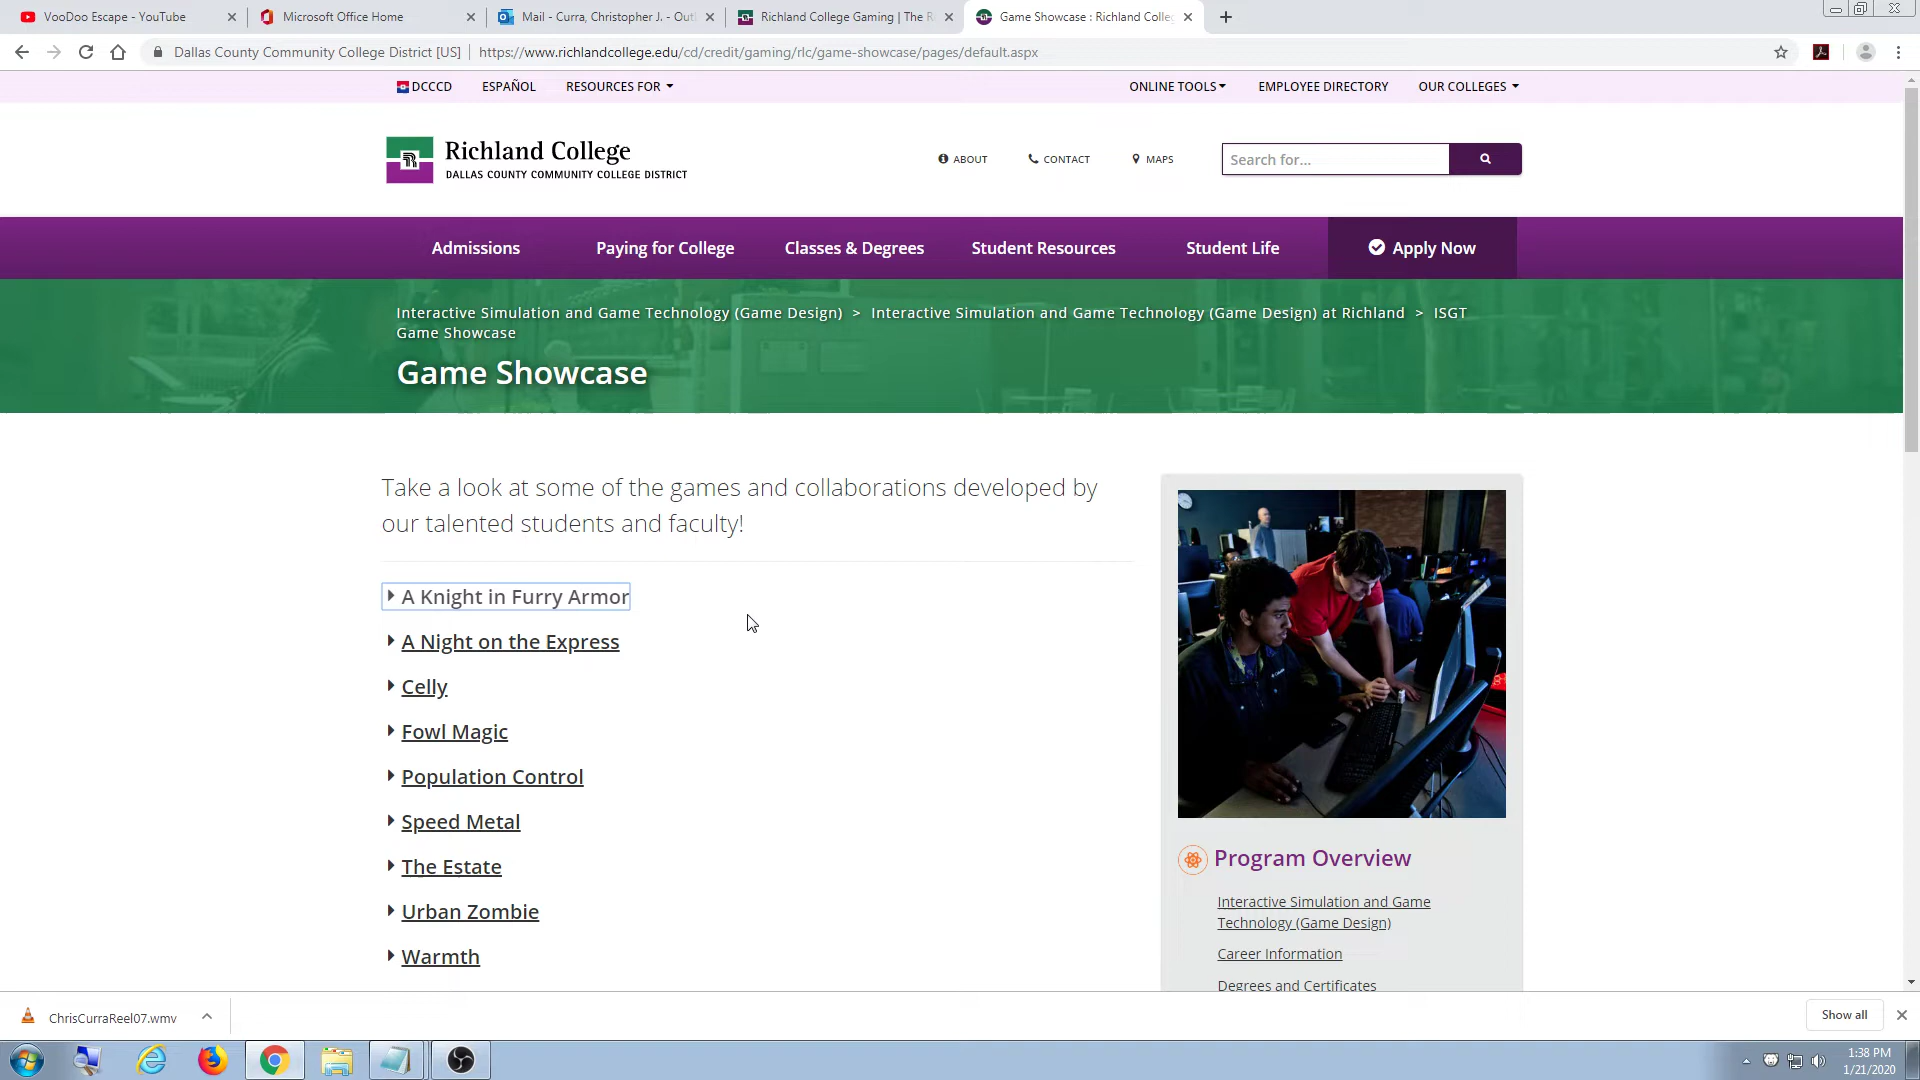 VooDoo Escape - YouTube
Microsoft Office Home
Mail - Curra, Christopher J. - Outl
Richland College Gaming | The R
Game Showcase : Richland Colle
Dallas County Community College District [US]
https://www.richlandcollege.edu/cd/credit/gaming/rlc/game-showcase/pages/default.aspx
DCCCD
ESPAÑOL
RESOURCES FOR
ONLINE TOOLS
EMPLOYEE DIRECTORY
OUR COLLEGES
Richland College
DALLAS COUNTY COMMUNITY COLLEGE DISTRICT
ABOUT
CONTACT
MAPS
Search for...
Admissions
Paying for College
Classes & Degrees
Student Resources
Student Life
Apply Now
Interactive Simulation and Game Technology (Game Design) > Interactive Simulation and Game Technology (Game Design) at Richland > ISGT
Game Showcase
Game Showcase
Take a look at some of the games and collaborations developed by
our talented students and faculty!
A Knight in Furry Armor
A Night on the Express
Celly
Fowl Magic
Population Control
Speed Metal
The Estate
Urban Zombie
Warmth
Program Overview
Interactive Simulation and Game
Technology (Game Design)
Career Information
Degrees and Certificates
ChrisCurraReel07.wmv
Show all
1:38 PM
1/21/2020